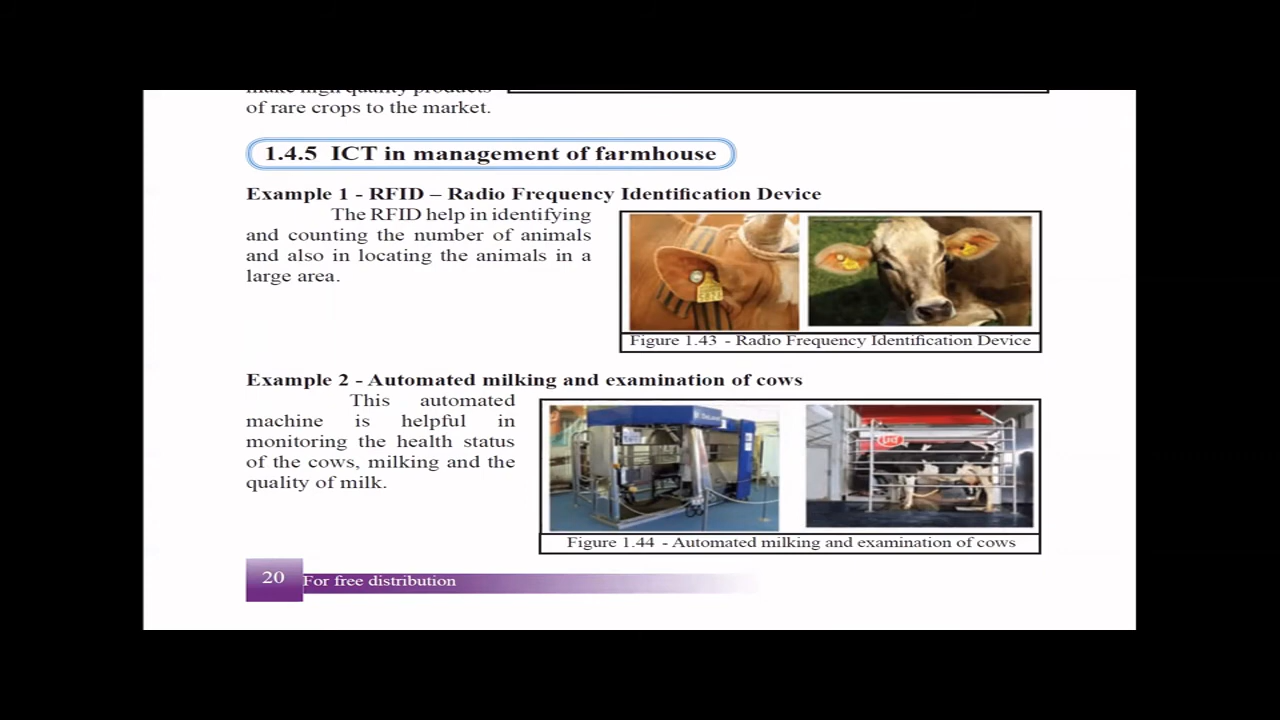 make high quality products
of rare crops to the market.
1.4.5 ICT in management of farmhouse
Example 1 - RFID – Radio Frequency Identification Device
The RFID help in identifying
and counting the number of animals
and also in locating the animals in a
large area.
Figure 1.43 - Radio Frequency Identification Device
Example 2 - Automated milking and examination of cows
This automated
machine is helpful in
monitoring the health status
of the cows, milking and the
quality of milk.
Figure 1.44 - Automated milking and examination of cows
20
For free distribution